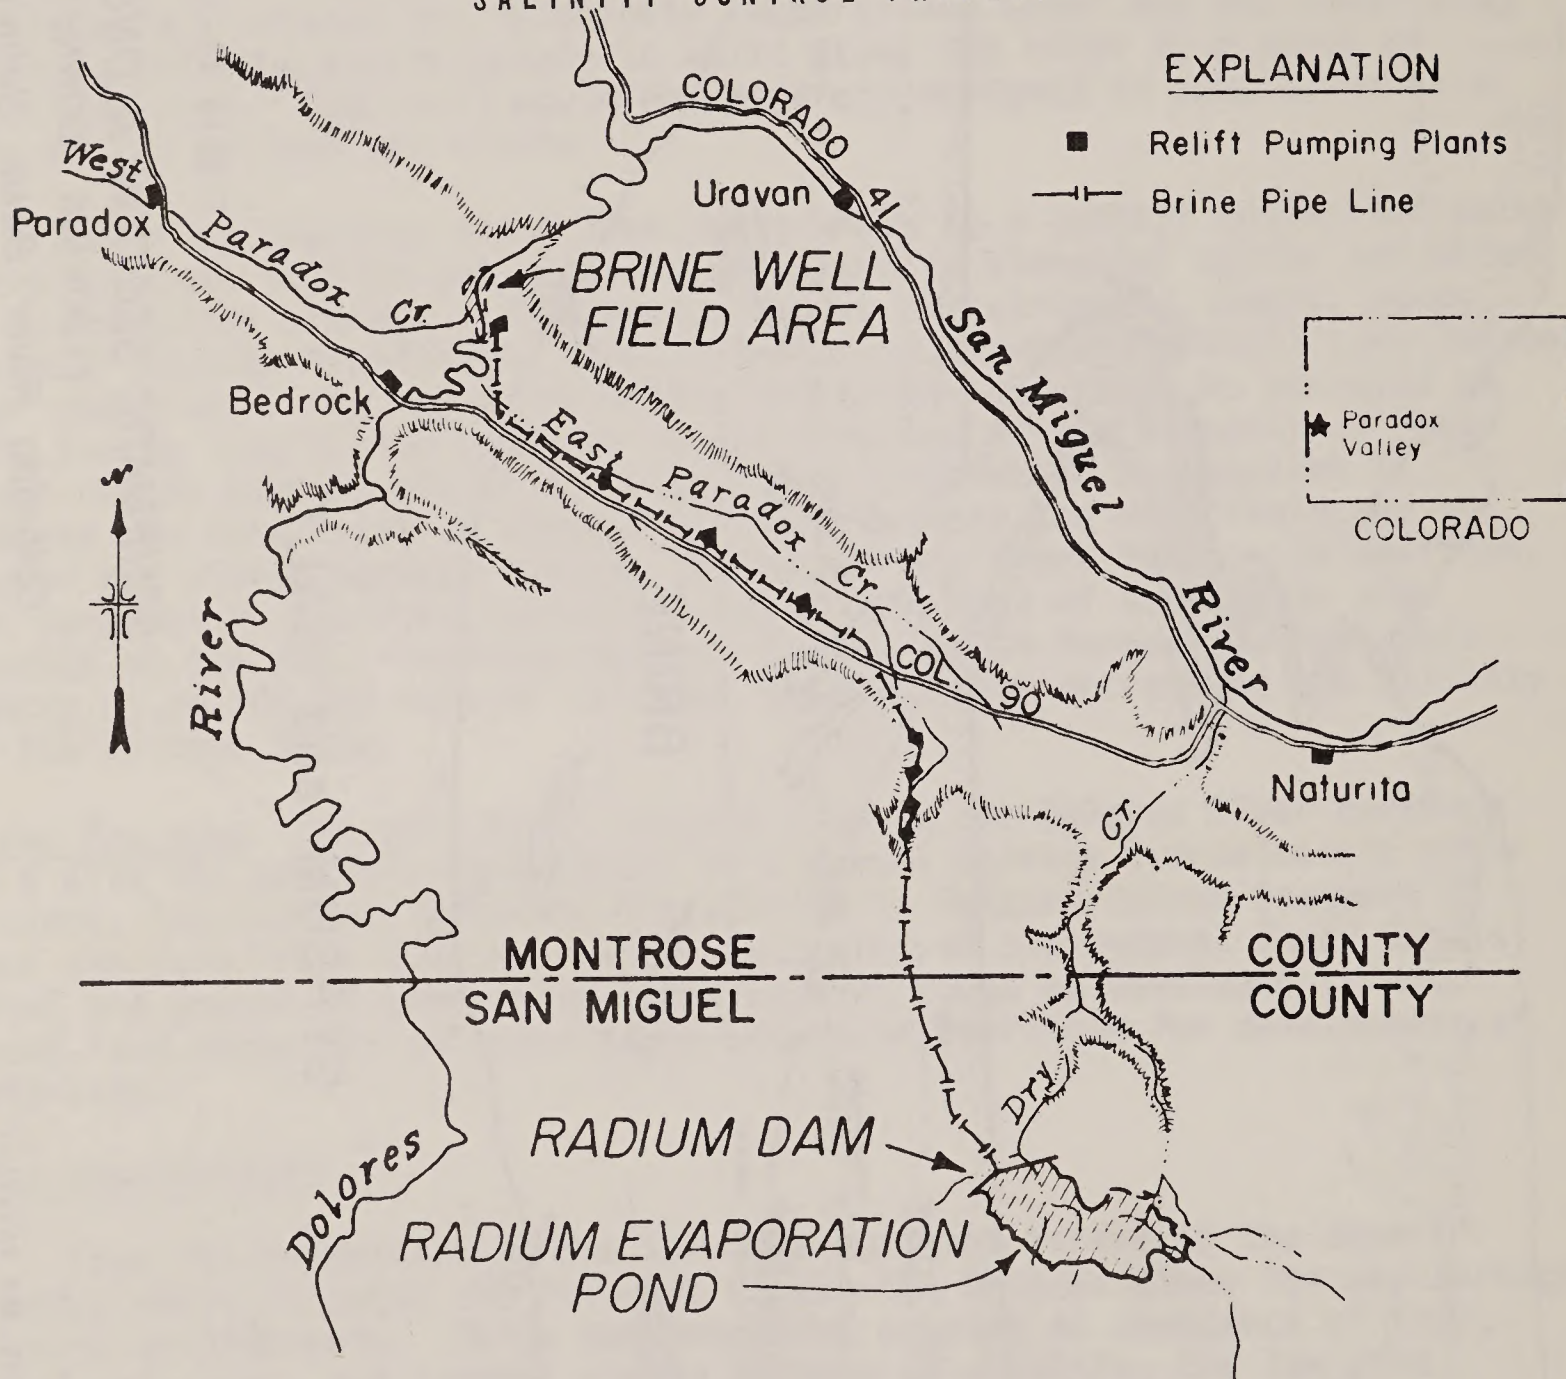 SALINITY CONTROL
EXPLANATION
Relift Pumping Plants
Brine Pipe Line
COLORADO
41
Uravan
West
Paradox
Paradox
Cr.
BRINE WELL
FIELD AREA
San Miguel
River
Bedrock
East Paradox
Cr.
Paradox
Valley
COLORADO
N
River
COL.
90
Naturita
Cr.
MONTROSE COUNTY
SAN MIGUEL COUNTY
Dry
RADIUM DAM
Dolores
RADIUM EVAPORATION
POND